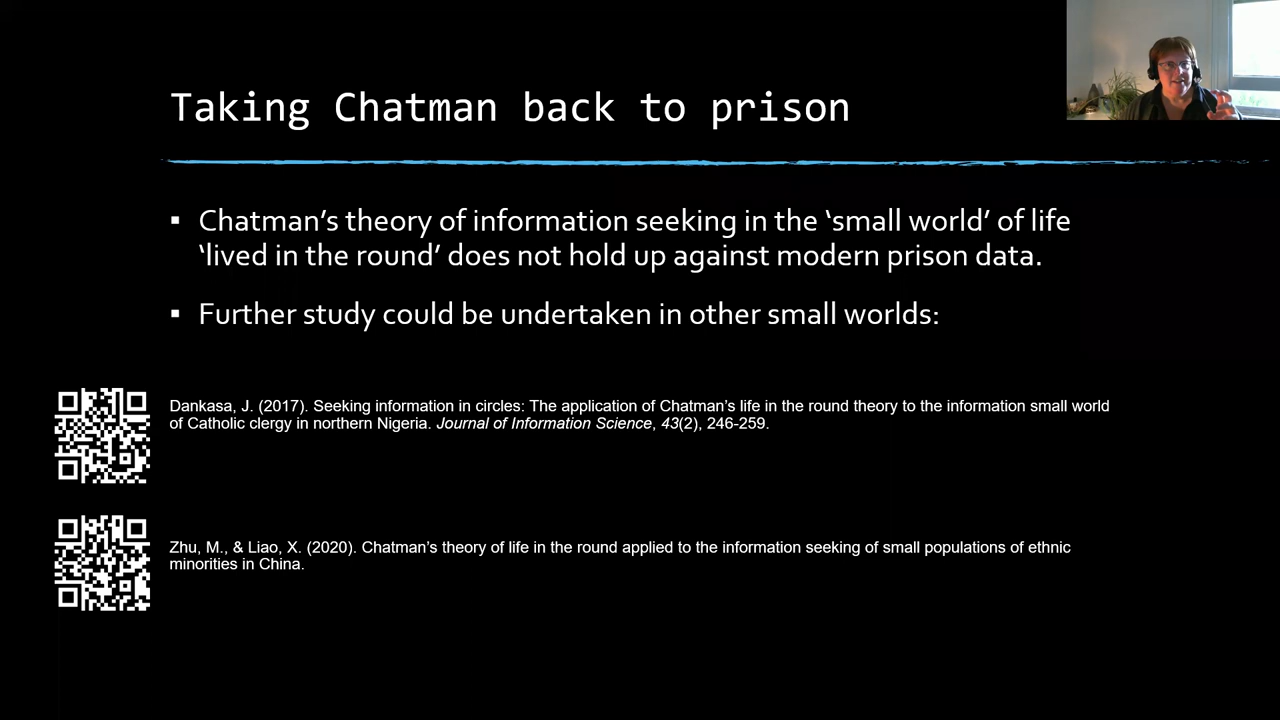 Taking Chatman back to prison
▪ Chatman’s theory of information seeking in the ‘small world’ of life
‘lived in the round’ does not hold up against modern prison data.
▪ Further study could be undertaken in other small worlds:
Dankasa, J. (2017). Seeking information in circles: The application of Chatman’s life in the round theory to the information small world
of Catholic clergy in northern Nigeria. Journal of Information Science, 43(2), 246-259.
Zhu, M., & Liao, X. (2020). Chatman’s theory of life in the round applied to the information seeking of small populations of ethnic
minorities in China.